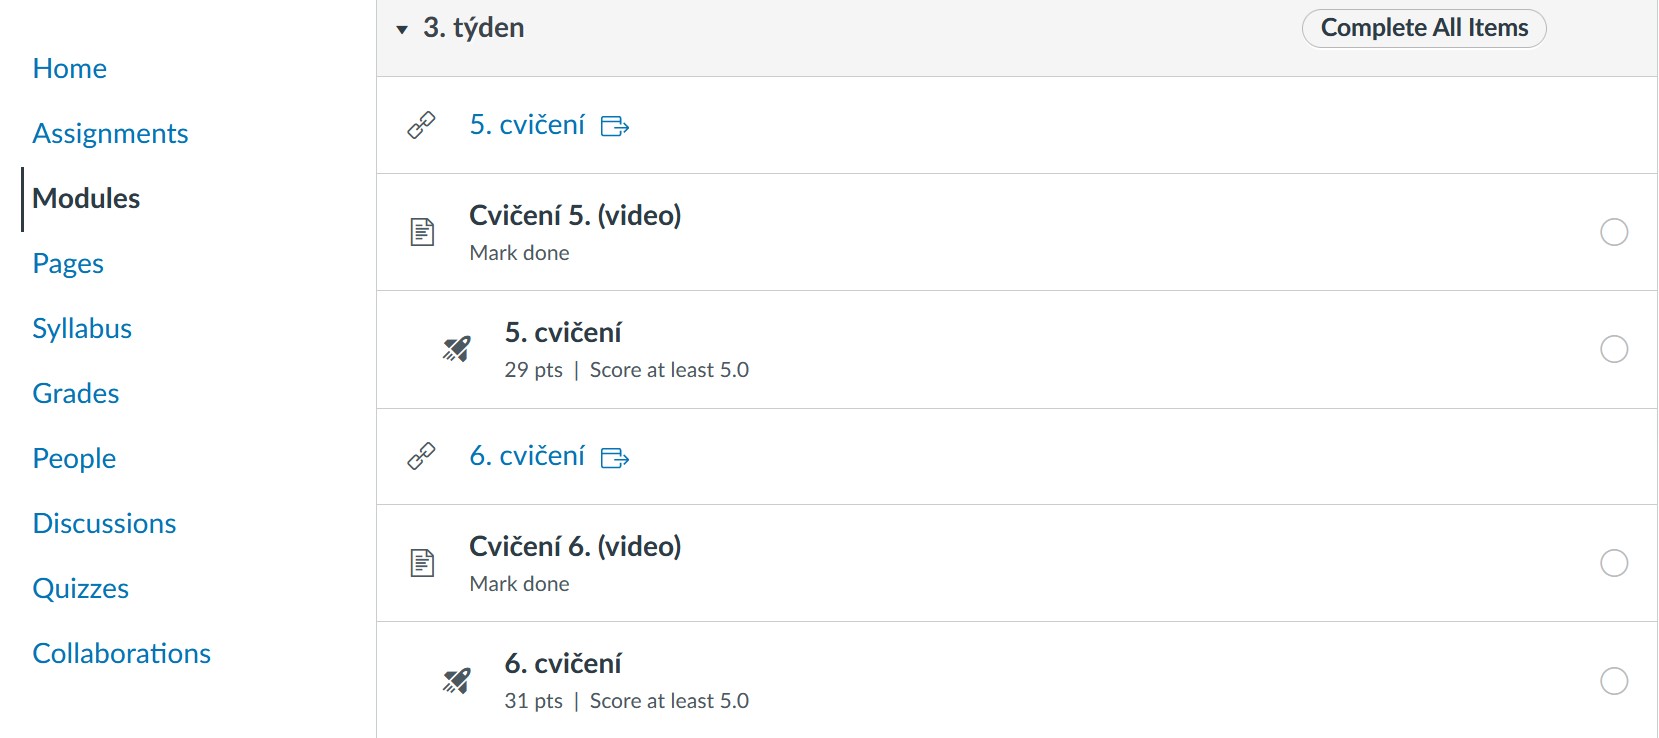 Home
Assignments
Modules
Pages
Syllabus
Grades
People
Discussions
Quizzes
Collaborations
3. týden
Complete All Items
5. cvičení
Cvičení 5. (video)
Mark done
5. cvičení
29 pts | Score at least 5.0
6. cvičení
Cvičení 6. (video)
Mark done
6. cvičení
31 pts | Score at least 5.0